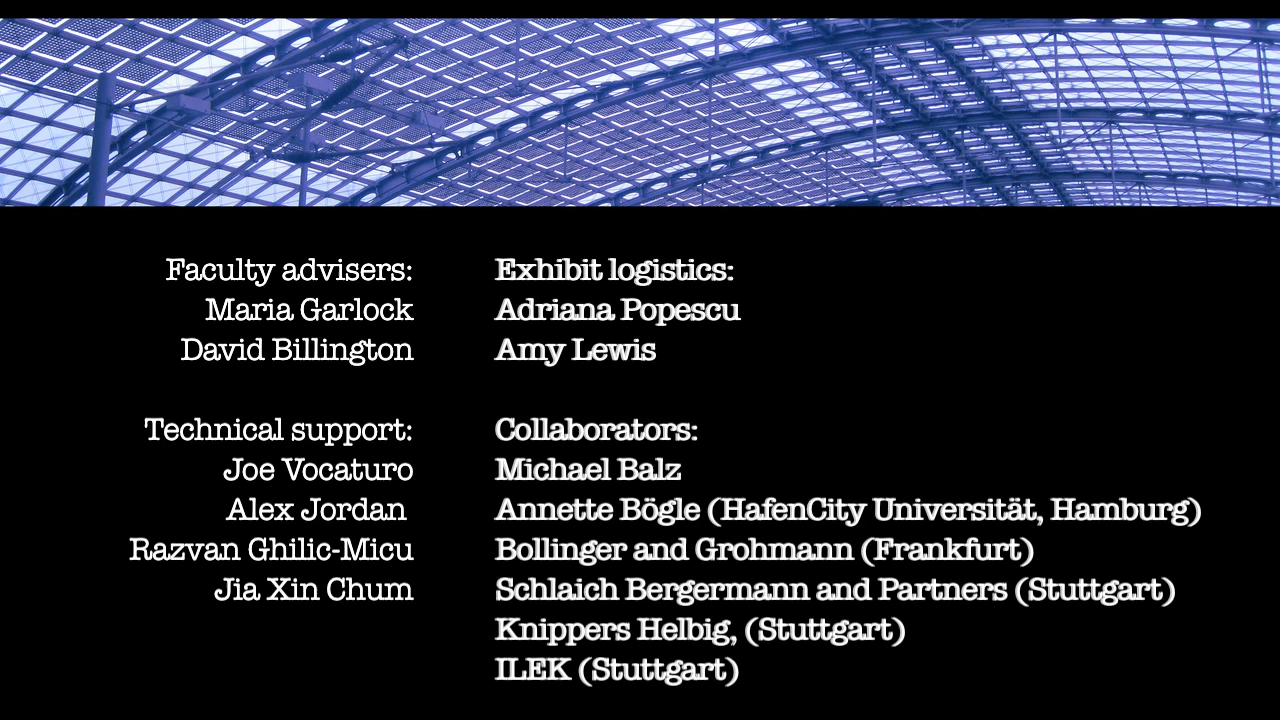 Faculty advisers:
Maria Garlock
David Billington
Technical support:
Joe Vocaturo
Alex Jordan
Razvan Ghilic-Micu
Jia Xin Chum
Exhibit logistics:
Adriana Popescu
Amy Lewis
Collaborators:
Michael Balz
Annette Bögle (HafenCity Universität, Hamburg)
Bollinger and Grohmann (Frankfurt)
Schlaich Bergermann and Partners (Stuttgart)
Knippers Helbig, (Stuttgart)
ILEK (Stuttgart)